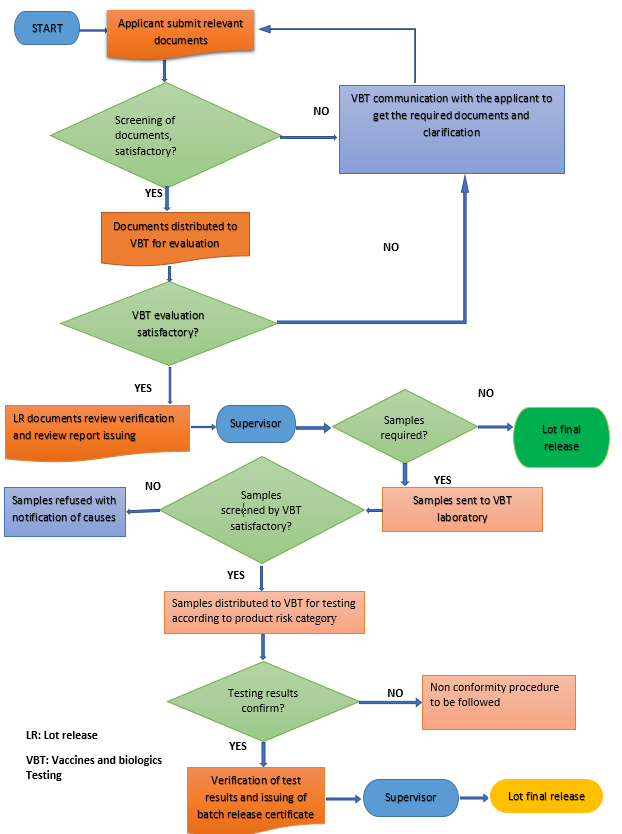 START
Applicant submit relevant
documents
Screening of
documents,
satisfactory?
NO
VBT communication with the applicant to
get the required documents and
clarification
YES
Documents distributed to
VBT for evaluation
NO
VBT evaluation
satisfactory?
YES
LR documents review verification
and review report issuing
Supervisor
Samples
required?
NO
Lot final
release
YES
Samples sent to VBT
laboratory
Samples
screened by VBT
satisfactory?
NO
Samples refused with
notification of causes
YES
Samples distributed to VBT for testing
according to product risk category
Testing results
confirm?
NO
Non conformity procedure
to be followed
LR: Lot release
VBT: Vaccines and biologics
Testing
YES
Verification of test
results and issuing of
batch release certificate
Supervisor
Lot final release